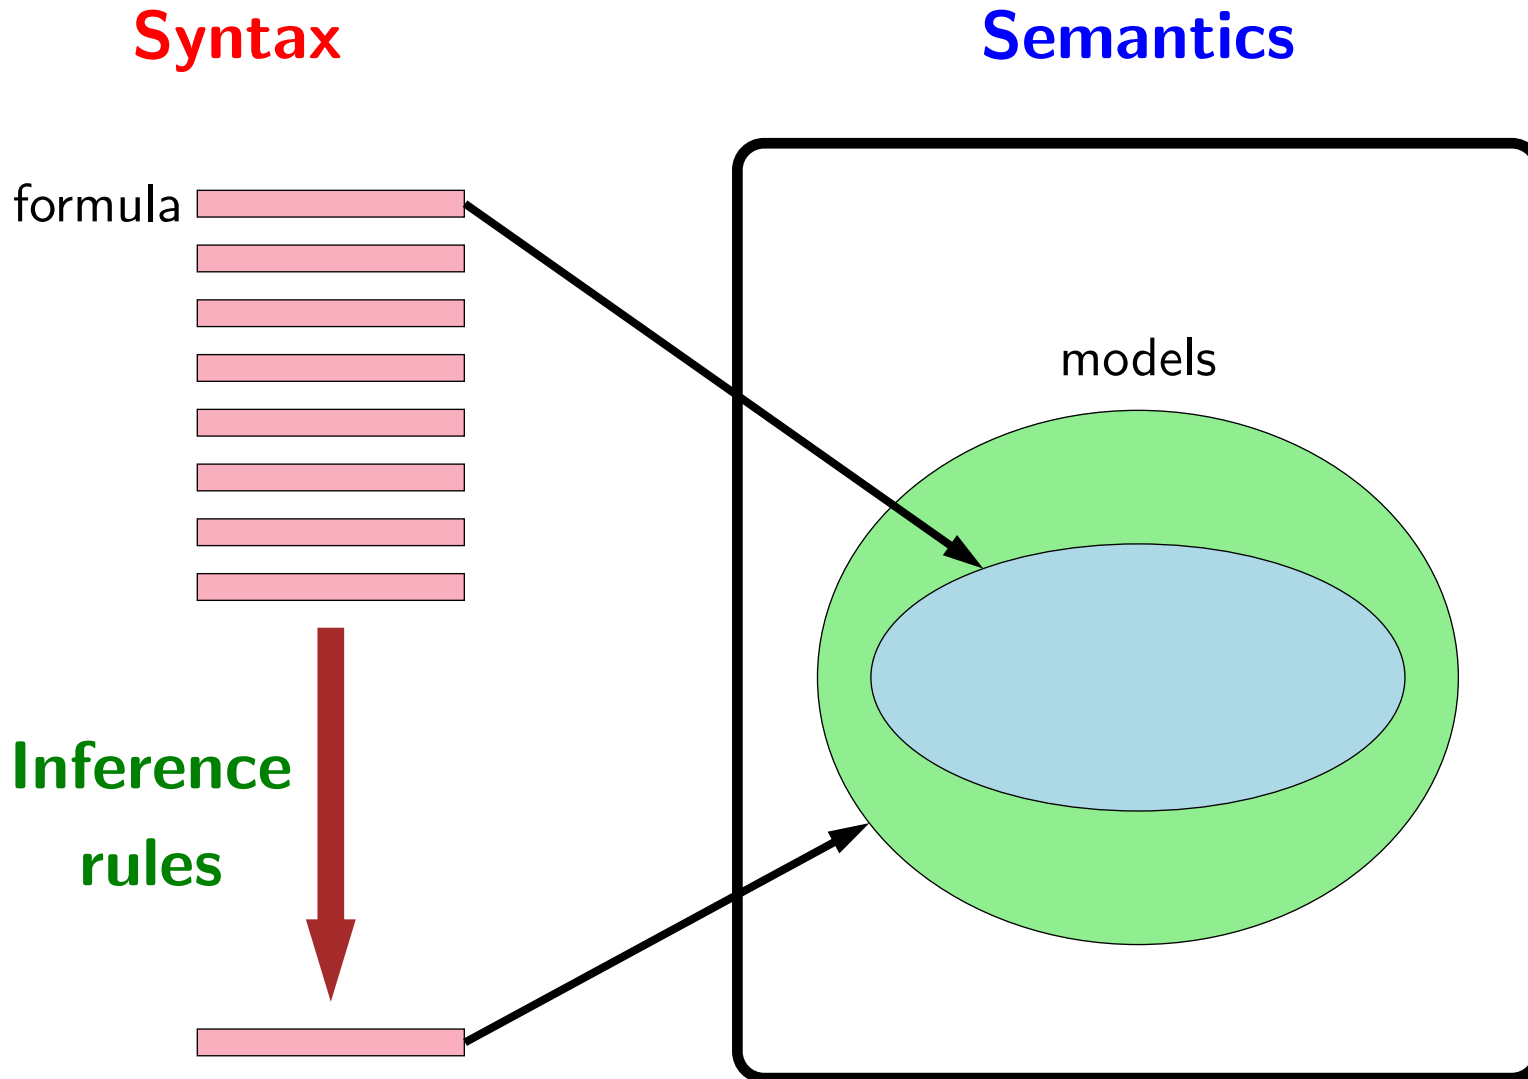 Syntax
Semantics
formula
models
Inference
rules